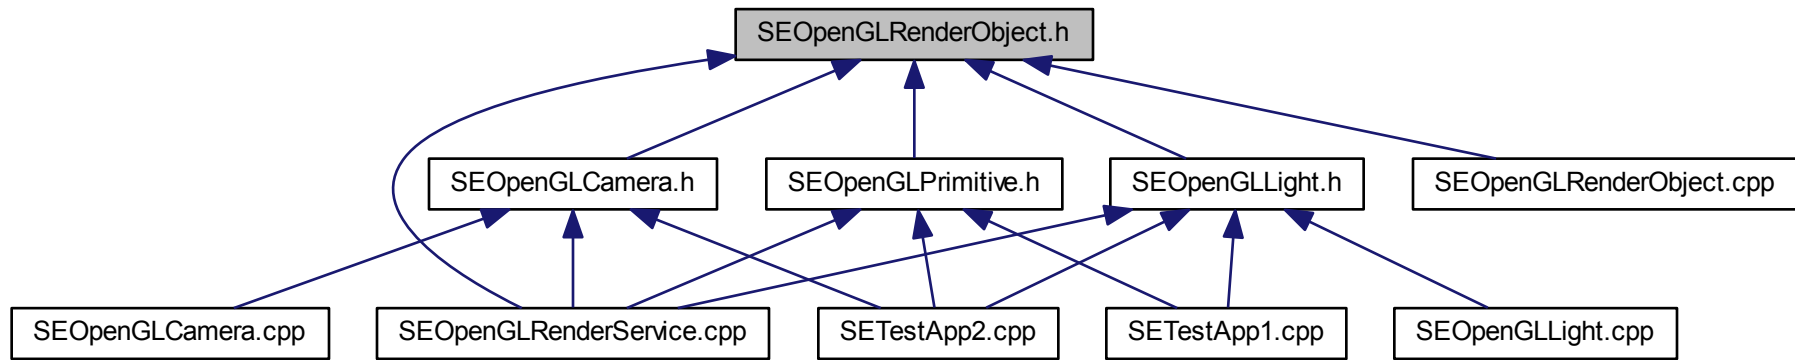 SEOpenGLRenderObject.h
SEOpenGLCamera.h
SEOpenGLPrimitive.h
SEOpenGLLight.h
SEOpenGLRenderObject.cpp
SEOpenGLCamera.cpp
SEOpenGLRenderService.cpp
SETestApp2.cpp
SETestApp1.cpp
SEOpenGLLight.cpp